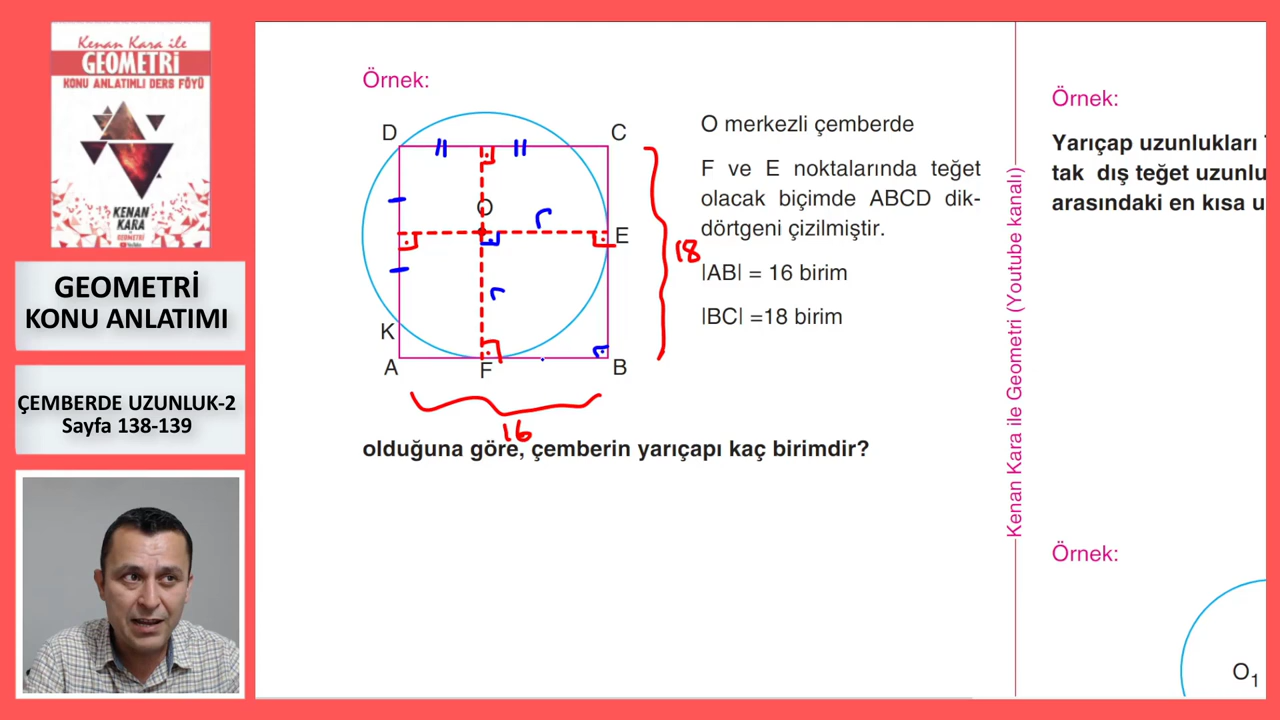 Kenan Kara ile
GEOMETRİ
KONU ANLATIMLI DERS FÖYÜ
KENAN
KARA
GEOMETRİ
GEOMETRİ
KONU ANLATIMI
ÇEMBERDE UZUNLUK-2
Sayfa 138-139
Örnek:
D
C
O
r
E
r
K
A
F
B
18
16
O merkezli çemberde
F ve E noktalarında teğet
olacak biçimde ABCD dik-
dörtgeni çizilmiştir.
|AB| = 16 birim
|BC| =18 birim
olduğuna göre, çemberin yarıçapı kaç birimdir?
Kenan Kara ile Geometri (Youtube kanalı)
Örnek:
Yarıçap uzunlukları
tak dış teğet uzunlu
arasındaki en kısa u
Örnek:
O1